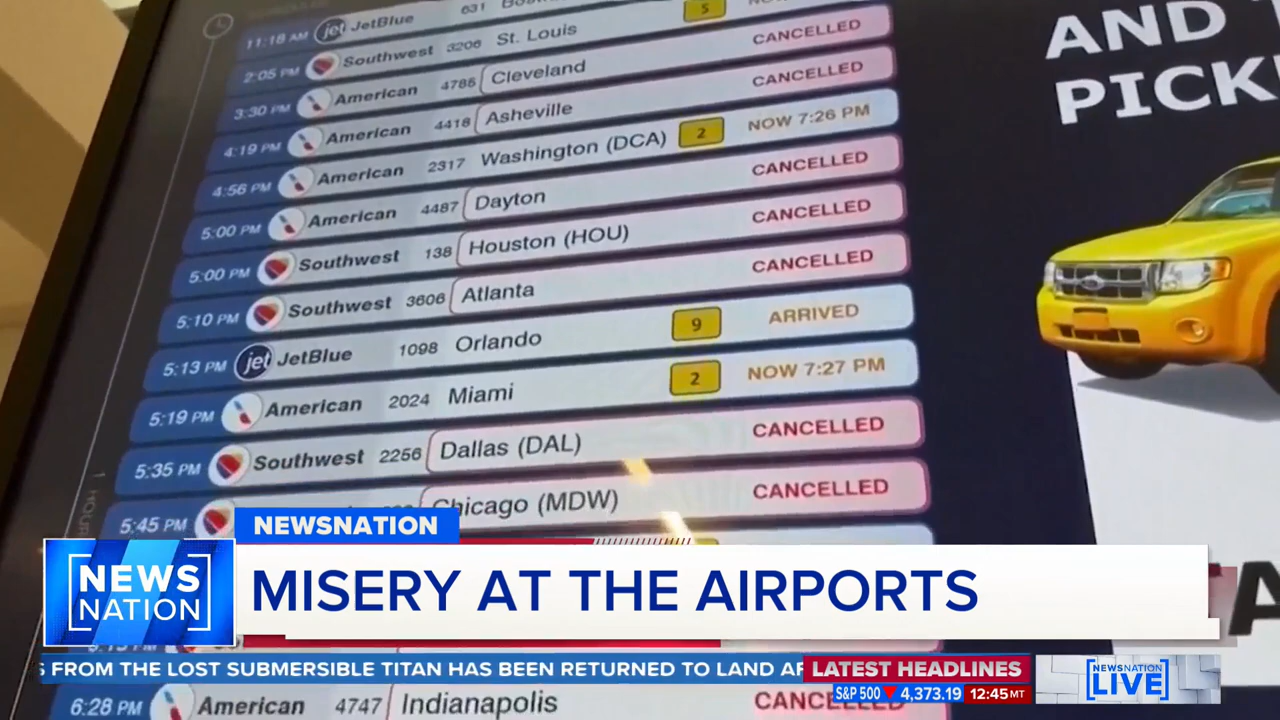 11:18 AM jet JetBlue 631
2:05 PM Southwest 3206 St. Louis 5
3:30 PM American 4785 Cleveland CANCELLED
4:19 PM American 4418 Asheville CANCELLED
4:56 PM American 2317 Washington (DCA) 2 NOW 7:26 PM
5:00 PM American 4487 Dayton CANCELLED
5:00 PM Southwest 138 Houston (HOU) CANCELLED
5:10 PM Southwest 3606 Atlanta CANCELLED
5:13 PM jet JetBlue 1098 Orlando 9 ARRIVED
5:19 PM American 2024 Miami 2 NOW 7:27 PM
5:35 PM Southwest 2256 Dallas (DAL) CANCELLED
5:45 PM Chicago (MDW) CANCELLED
6:28 PM American 4747 Indianapolis CANCELLED
1 HOUR
AND
PICK
NEWSNATION
NEWS
NATION
MISERY AT THE AIRPORTS
S FROM THE LOST SUBMERSIBLE TITAN HAS BEEN RETURNED TO LAND AF
LATEST HEADLINES
S&P 500 4,373.19 12:45 MT
NEWSNATION
LIVE